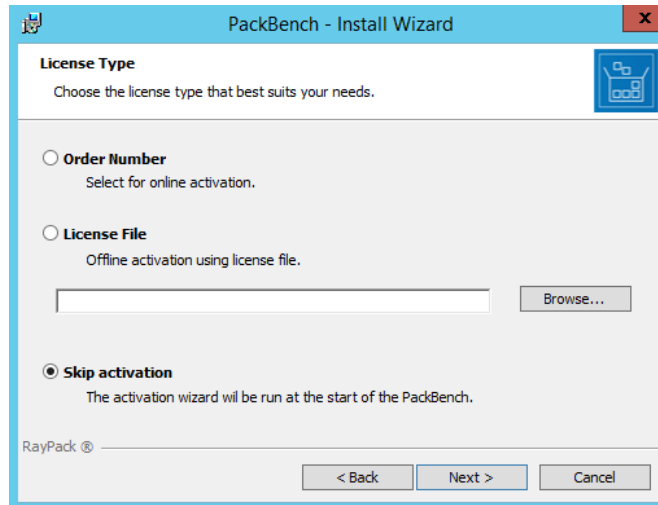 PackBench - Install Wizard
x
License Type
Choose the license type that best suits your needs.
Order Number
Select for online activation.
License File
Offline activation using license file.
Browse...
Skip activation
The activation wizard wil be run at the start of the PackBench.
RayPack ®
< Back Next > Cancel